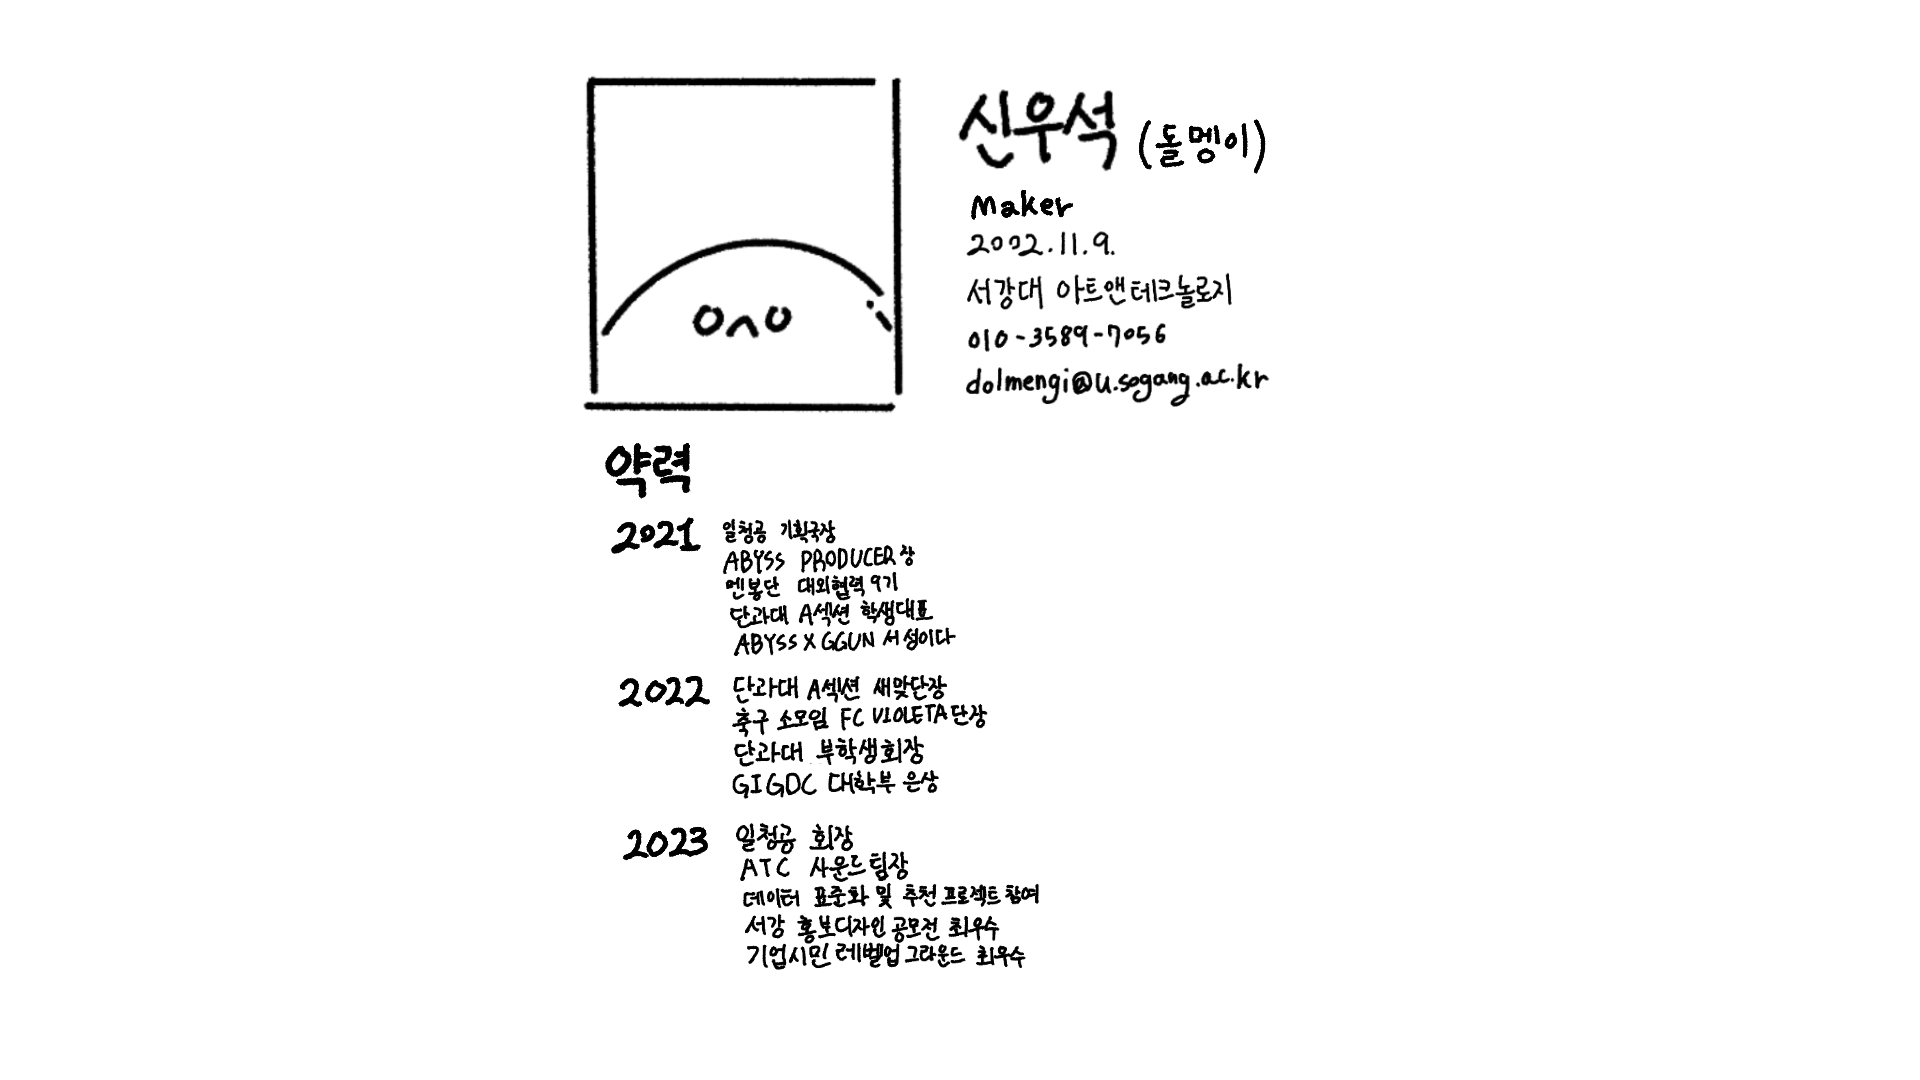 신우석 (돌멩이)
Maker
2002.11.9.
서강대 아트앤테크놀로지
010-3589-7056
dolmengi@u.sogang.ac.kr
약력
2021 일청공 기획국장
ABYSS PRODUCER장
멘봉단 대외협력 9기
단과대 A섹션 학생대표
ABYSS X GGUN 서성이다
2022 단과대 A섹션 새맞단장
축구 소모임 FC VIOLETA 단장
단과대 부학생회장
GIGDC 대학부 은상
2023 일청공 회장
ATC 사운드팀장
데이터 표준화 및 추천 프로젝트 참여
서강 홍보디자인 공모전 최우수
기업시민 레벨업 그라운드 최우수